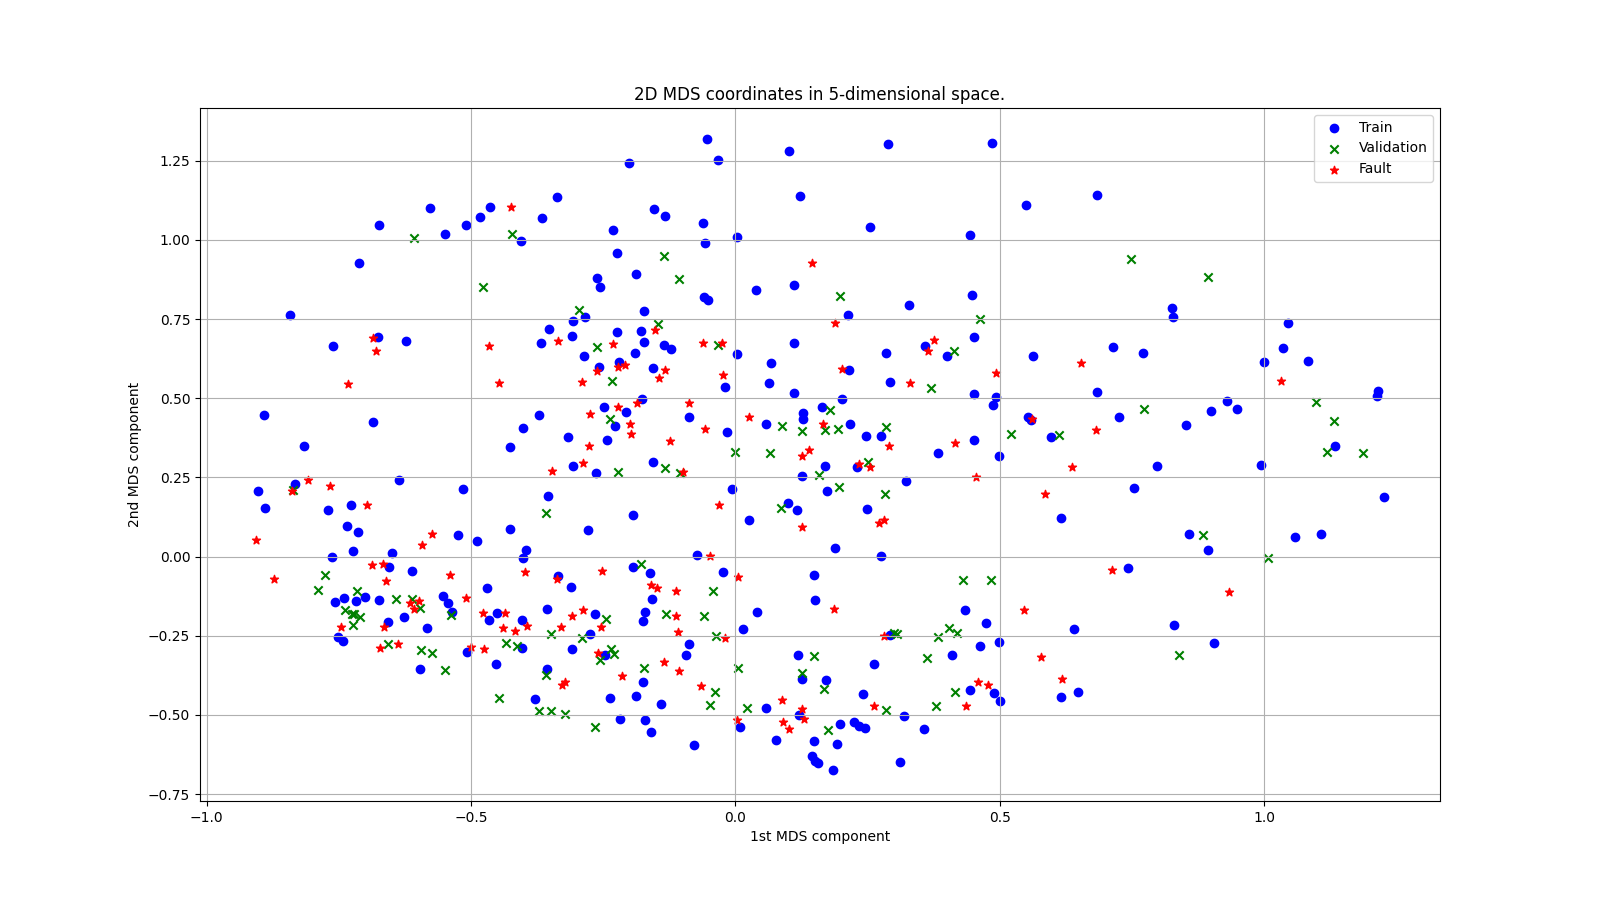 2D MDS coordinates in 5-dimensional space.
Train
Validation
Fault
1.25
1.00
0.75
0.50
0.25
0.00
−0.25
−0.50
−0.75
2nd MDS component
−1.0 −0.5 0.0 0.5 1.0
1st MDS component